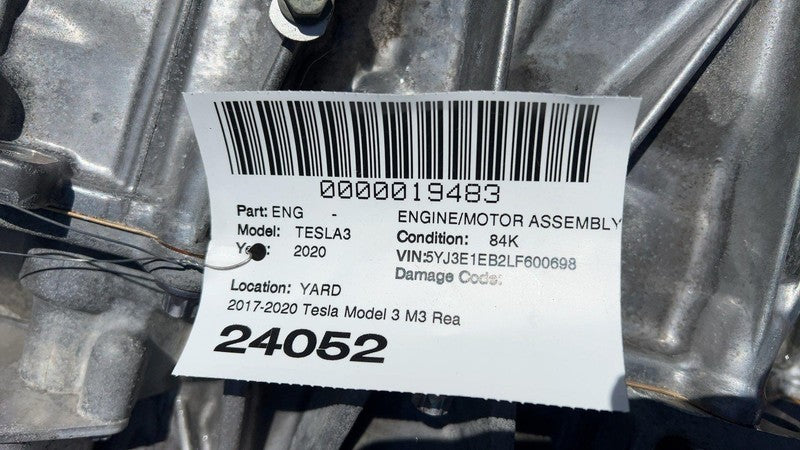 0000019483
Part: ENG - ENGINE/MOTOR ASSEMBLY
Model: TESLA3 Condition: 84K
2020 VIN:5YJ3E1EB2LF600698
Damage Code:
Location: YARD
2017-2020 Tesla Model 3 M3 Rea
24052